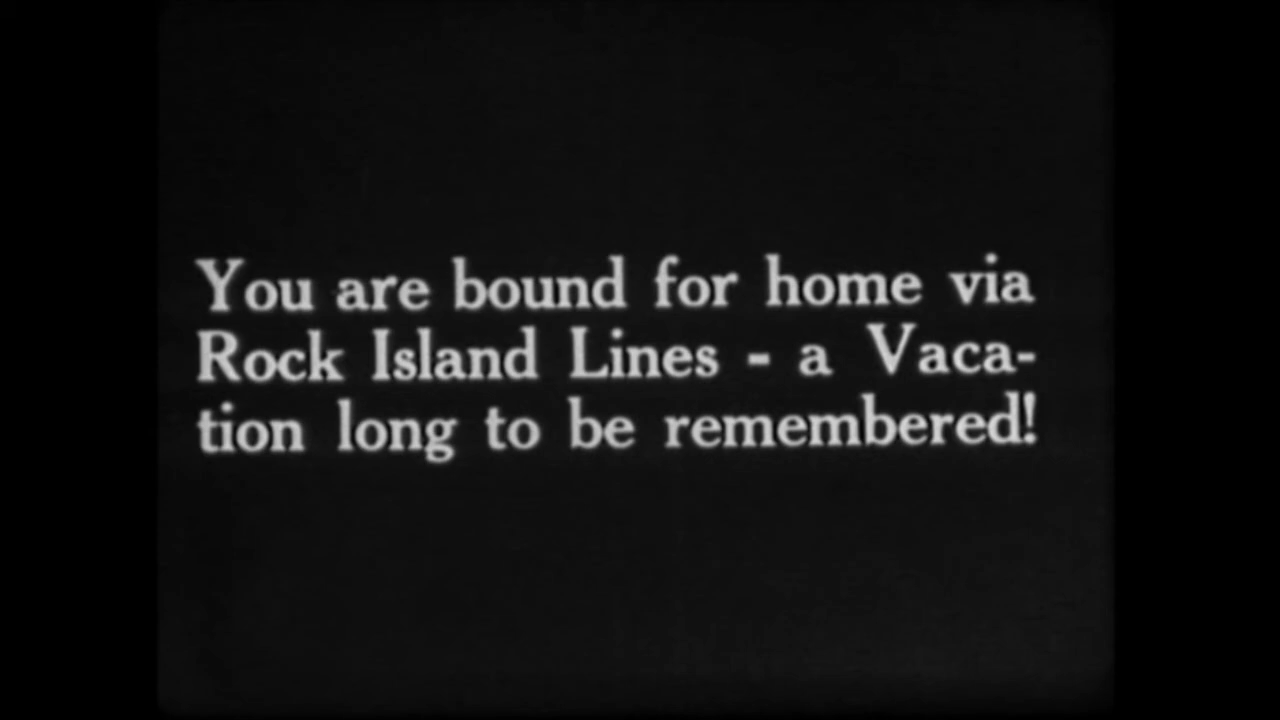 You are bound for home via
Rock Island Lines - a Vaca-
tion long to be remembered!